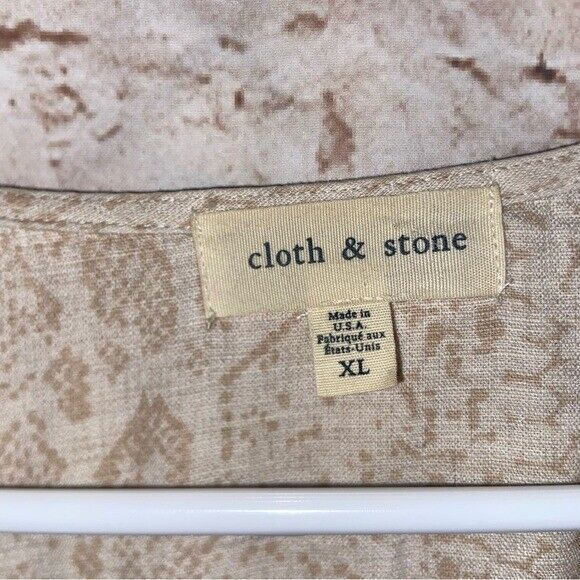 cloth & stone
Made in
U.S.A.
Fabriqué aux
États-Unis
XL